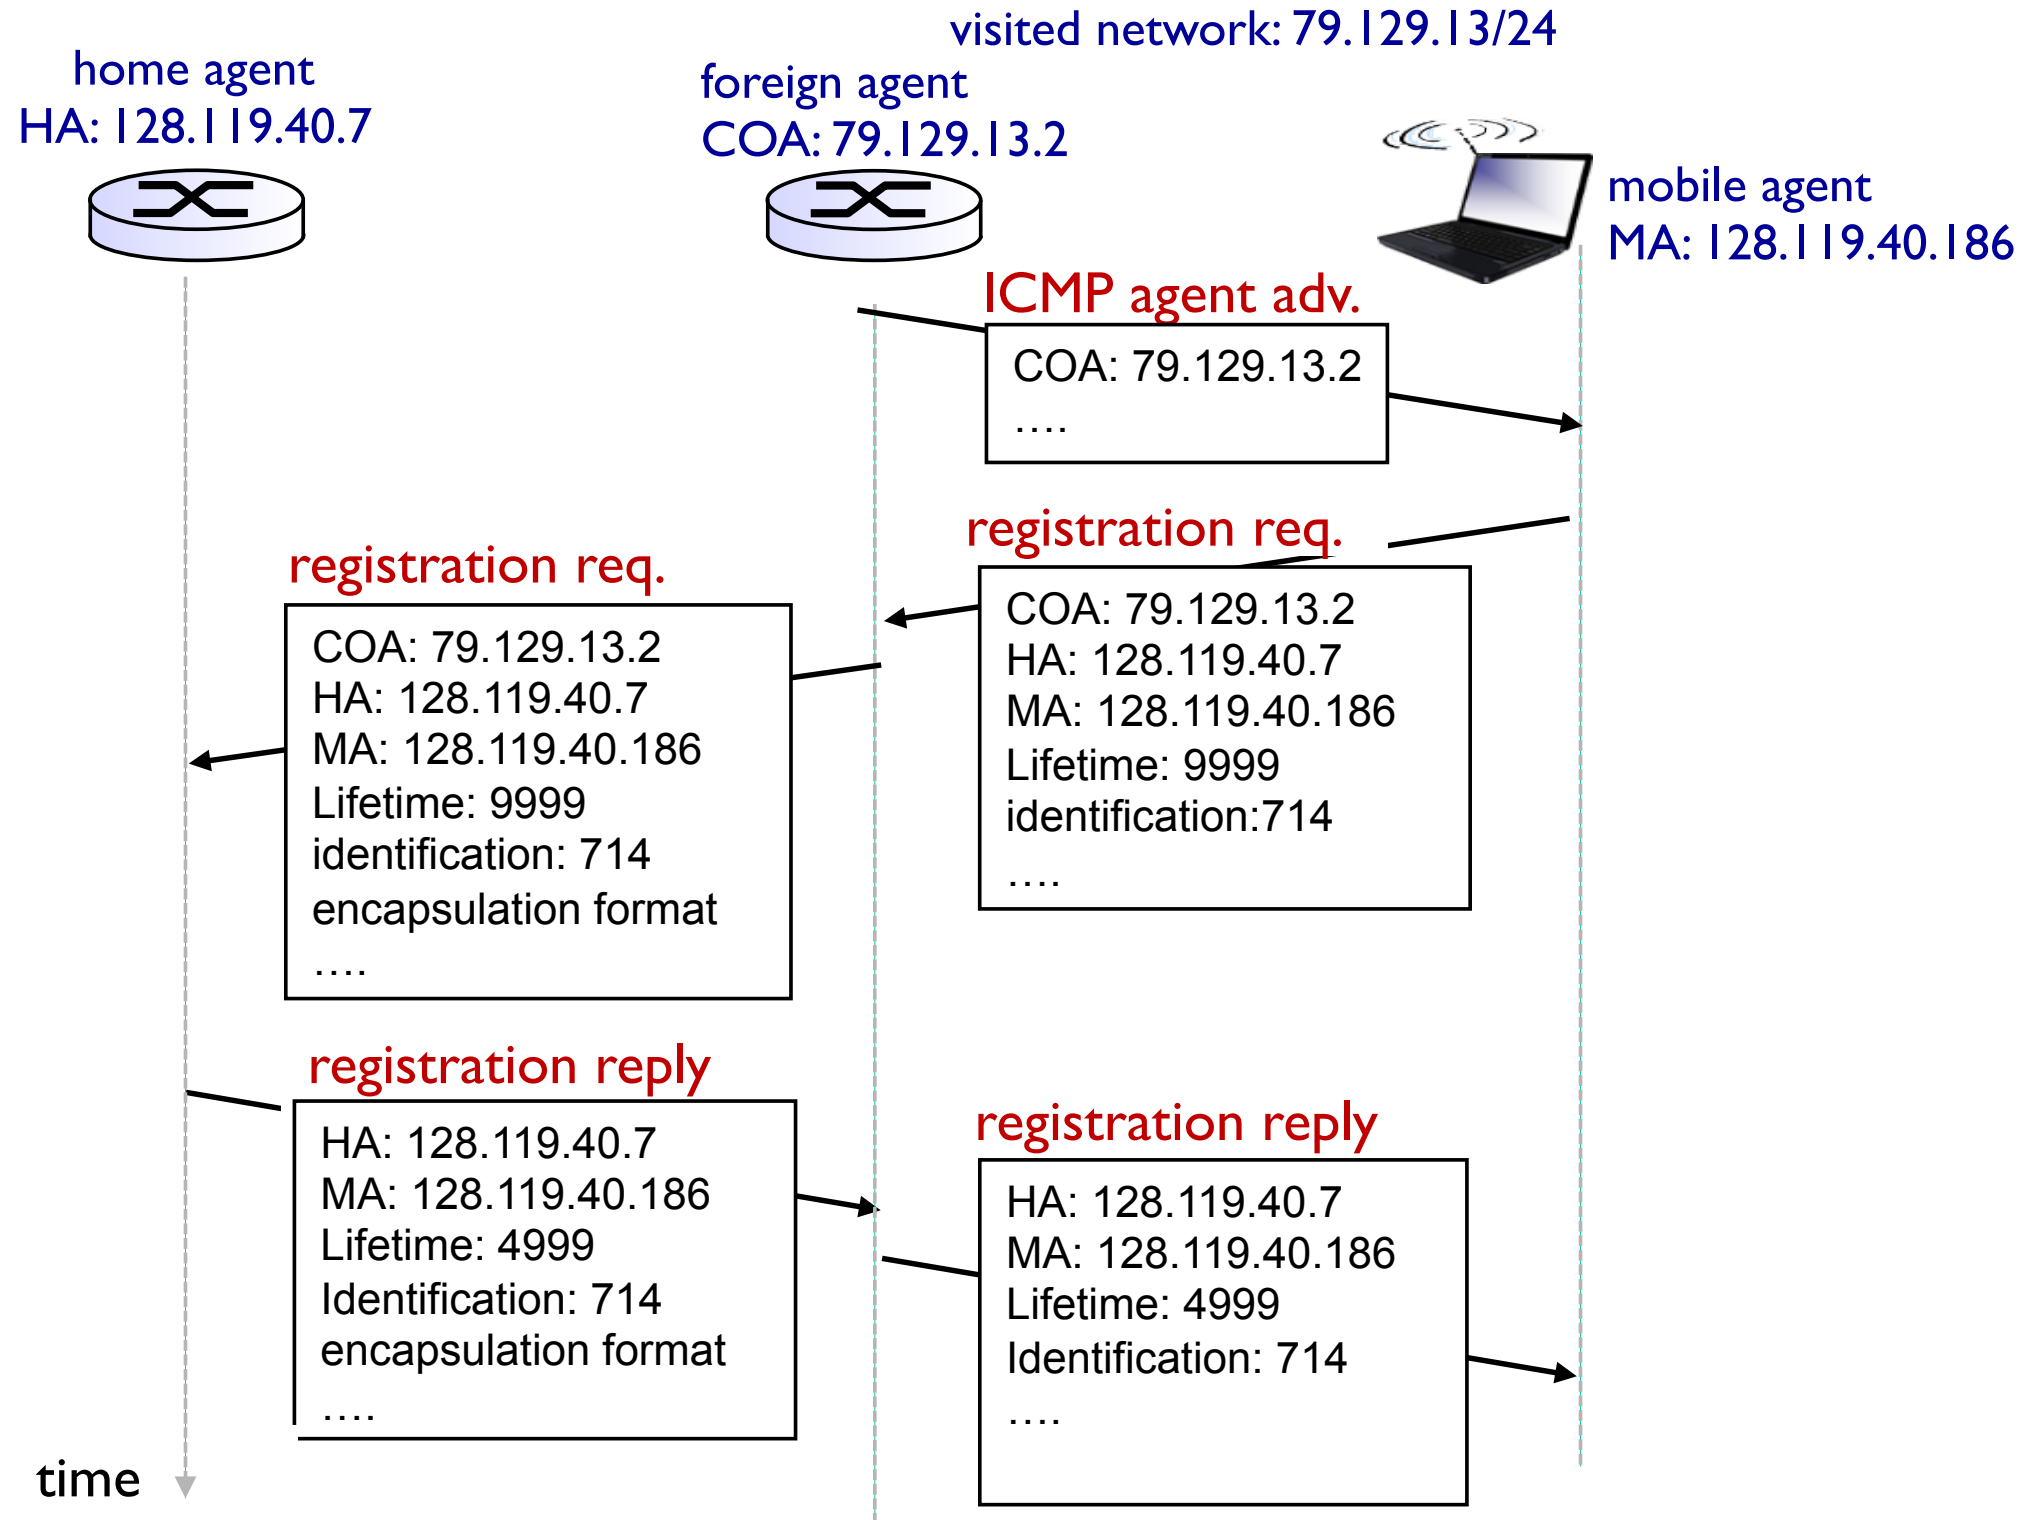 visited network: 79.129.13/24
home agent
HA: 128.119.40.7
foreign agent
COA: 79.129.13.2
mobile agent
MA: 128.119.40.186
ICMP agent adv.
COA: 79.129.13.2
....
registration req.
COA: 79.129.13.2
HA: 128.119.40.7
MA: 128.119.40.186
Lifetime: 9999
identification:714
....
registration req.
COA: 79.129.13.2
HA: 128.119.40.7
MA: 128.119.40.186
Lifetime: 9999
identification: 714
encapsulation format
....
registration reply
HA: 128.119.40.7
MA: 128.119.40.186
Lifetime: 4999
Identification: 714
encapsulation format
....
registration reply
HA: 128.119.40.7
MA: 128.119.40.186
Lifetime: 4999
Identification: 714
....
time